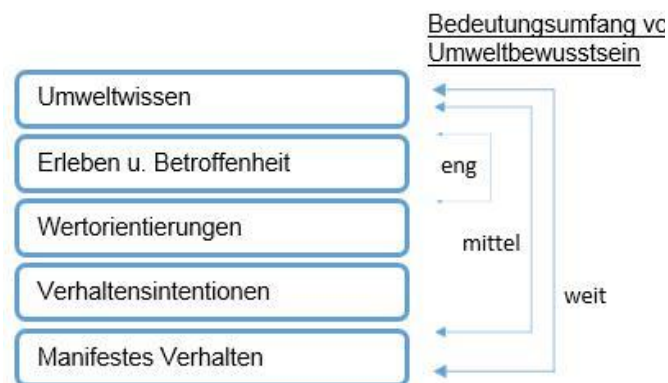 Bedeutungsumfang vo
Umweltbewusstsein
Umweltwissen
Erleben u. Betroffenheit
eng
Wertorientierungen
mittel
Verhaltensintentionen
weit
Manifestes Verhalten